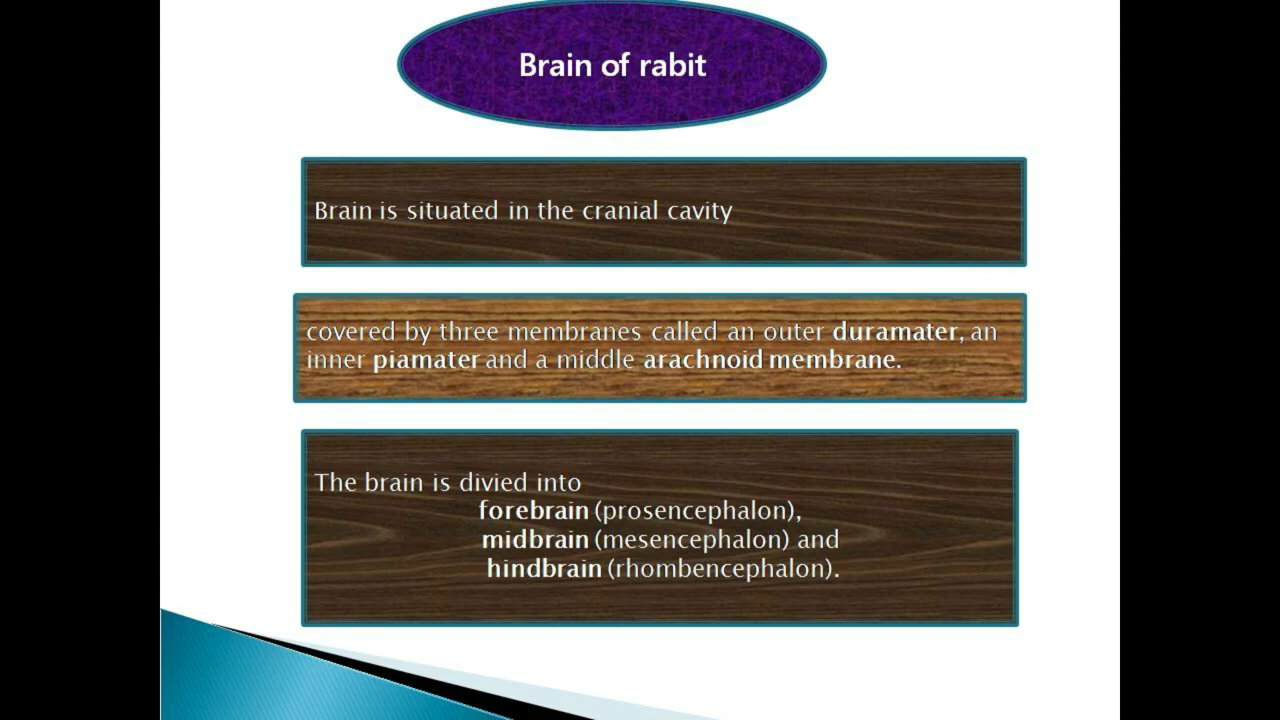 Brain of rabit
Brain is situated in the cranial cavity
covered by three membranes called an outer duramater, an
inner piamater and a middle arachnoid membrane.
The brain is divied into
forebrain (prosencephalon),
midbrain (mesencephalon) and
hindbrain (rhombencephalon).